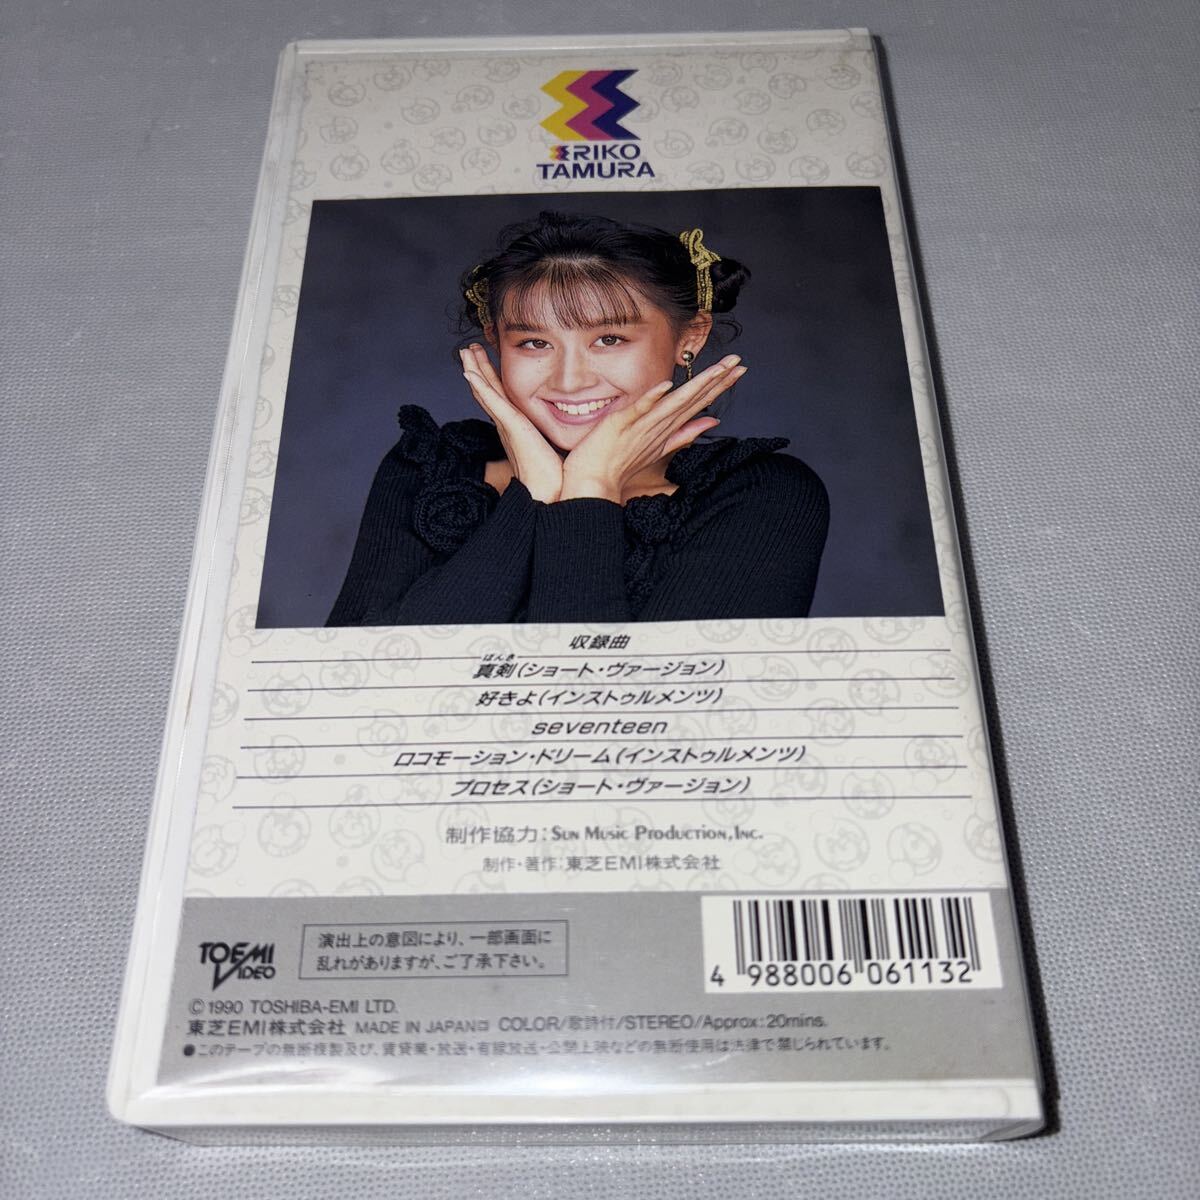 ERIKO
TAMURA
収録曲
ほんき
真剣(ショート・ヴァージョン)
好きよ(インストゥルメンツ)
seventeen
ロコモーション・ドリーム(インストゥルメンツ)
プロセス(ショート・ヴァージョン)
制作協力:SUN MUSIC PRODUCTION, INC.
制作・著作:東芝EMI株式会社
TOEMI
VIDEO
演出上の意図により、一部画面に
乱れがありますが、ご了承下さい。
4 988006 061132
©1990 TOSHIBA-EMI LTD.
東芝EMI株式会社 MADE IN JAPAN COLOR/歌詩付/STEREO/Approx:20mins.
●このテープの無断複製及び、賃貸業・放送・有線放送・公開上映などの無断使用は法律で禁じられています。